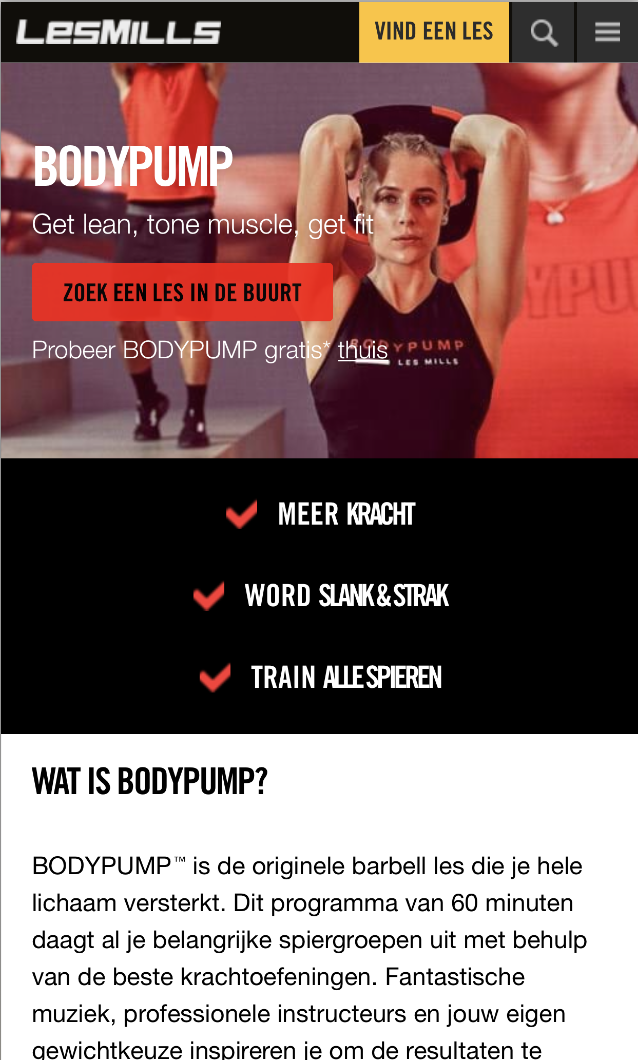 LESMILLS
VIND EEN LES
BODYPUMP
Get lean, tone muscle, get fit
ZOEK EEN LES IN DE BUURT
Probeer BODYPUMP gratis* thuis
BODYPUMP
LES MILLS
YPU
MEER KRACHT
WORD SLANK & STRAK
TRAIN ALLE SPIEREN
WAT IS BODYPUMP?
BODYPUMP™ is de originele barbell les die je hele
lichaam versterkt. Dit programma van 60 minuten
daagt al je belangrijke spiergroepen uit met behulp
van de beste krachtoefeningen. Fantastische
muziek, professionele instructeurs en jouw eigen
gewichtkeuze inspireren je om de resultaten te